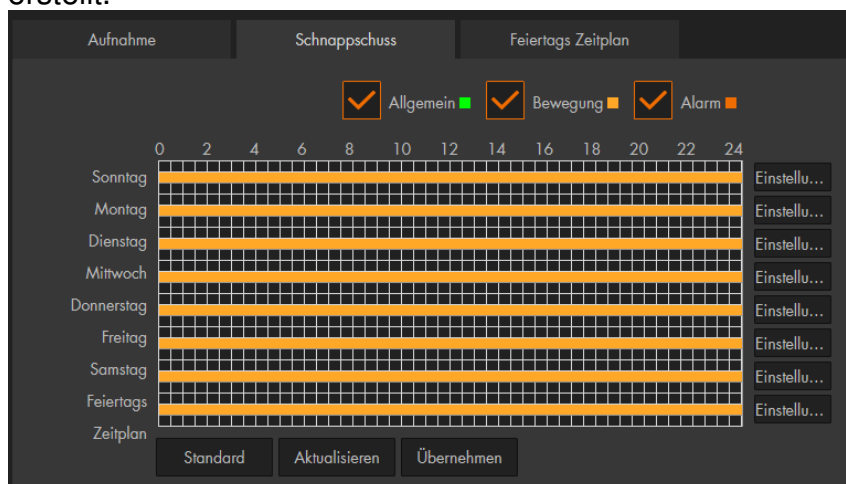 erstellt.
Aufnahme Schnappschuss Feiertags Zeitplan
Allgemein Bewegung Alarm
0 2 4 6 8 10 12 14 16 18 20 22 24
Sonntag Einstellu...
Montag Einstellu...
Dienstag Einstellu...
Mittwoch Einstellu...
Donnerstag Einstellu...
Freitag Einstellu...
Samstag Einstellu...
Feiertags Einstellu...
Zeitplan
Standard Aktualisieren Übernehmen